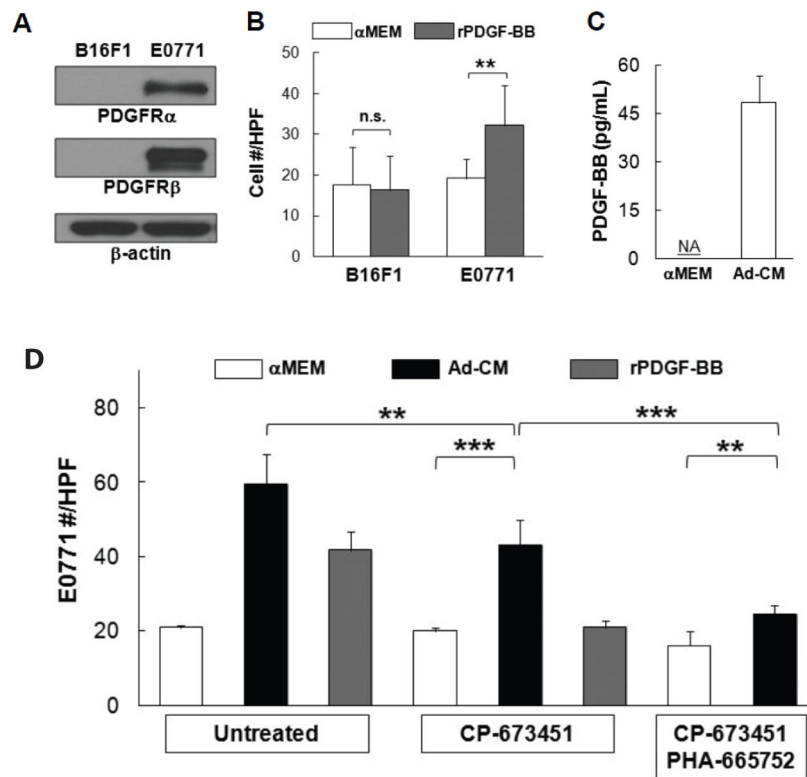 A
B16F1 E0771
PDGFRα
PDGFRβ
β-actin
B
αMEM rPDGF-BB
Cell #/HPF
50
40
30
20
10
0
n.s.
**
B16F1 E0771
C
PDGF-BB (pg/mL)
60
45
30
15
0
NA
αMEM Ad-CM
D
αMEM Ad-CM rPDGF-BB
E0771 #/HPF
80
60
40
20
0
** ***
*** **
Untreated
CP-673451
CP-673451
PHA-665752